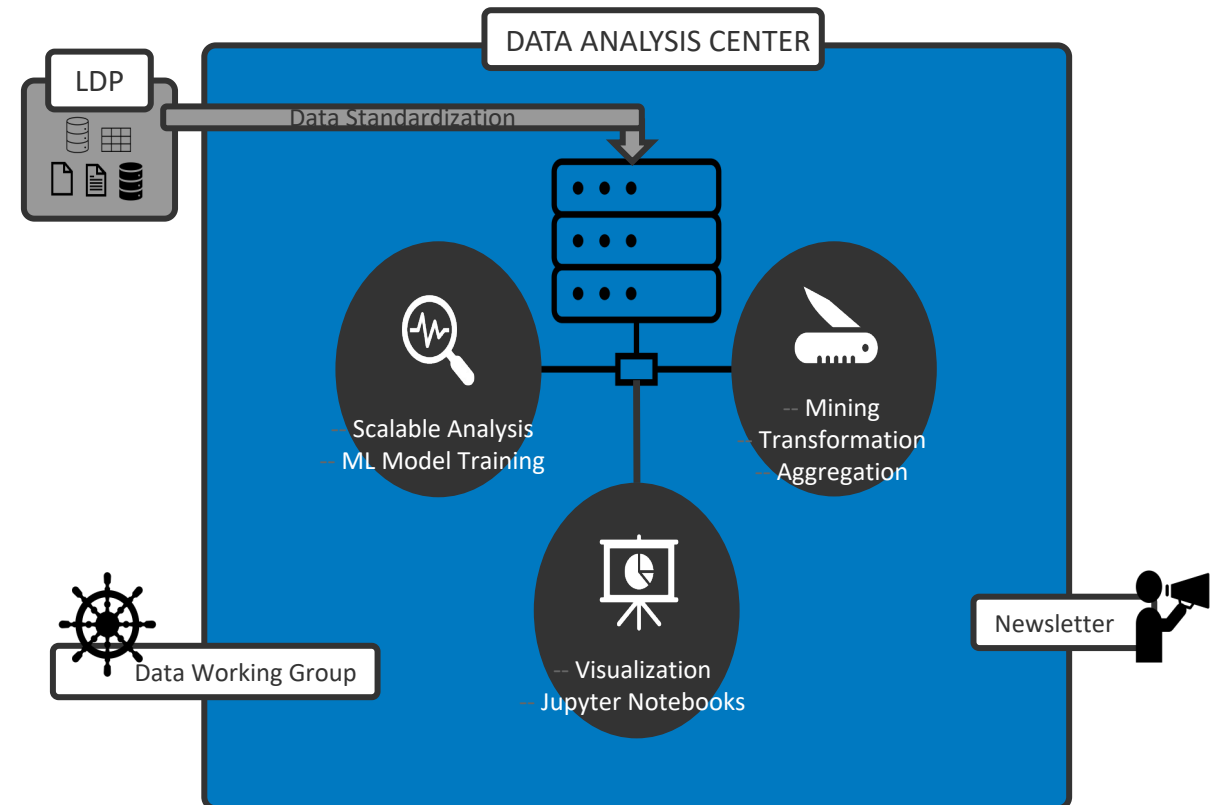 DATA ANALYSIS CENTER
LDP
Data Standardization
-- Scalable Analysis
-- ML Model Training
-- Mining
-- Transformation
-- Aggregation
-- Visualization
-- Jupyter Notebooks
Data Working Group
Newsletter